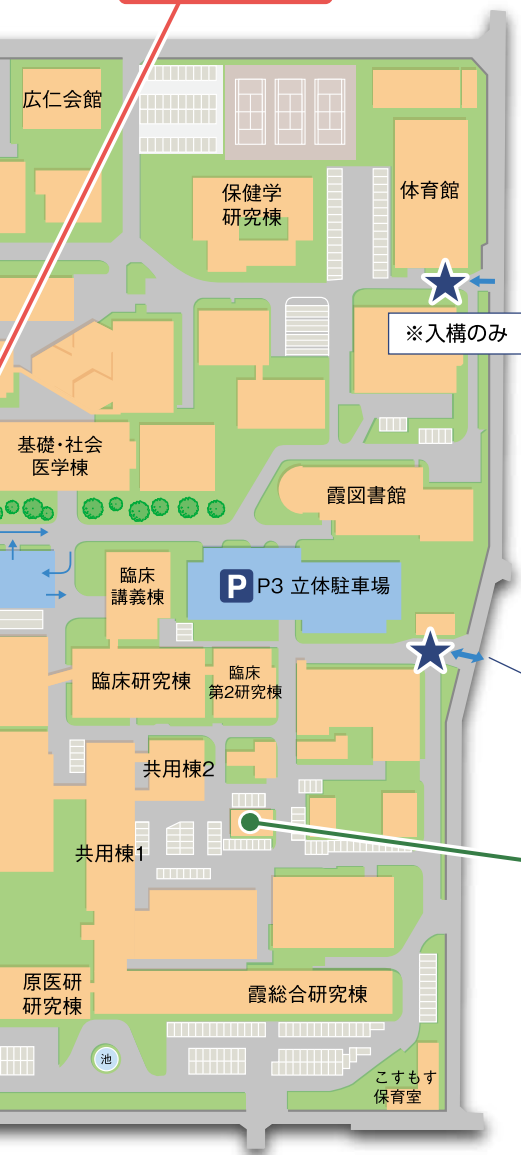 広仁会館
保健学
研究棟
体育館
※入構のみ
基礎・社会
医学棟
霞図書館
臨床
講義棟
P P3 立体駐車場
臨床研究棟
臨床
第2研究棟
共用棟2
共用棟1
原医研
研究棟
霞総合研究棟
池
こすもす
保育室